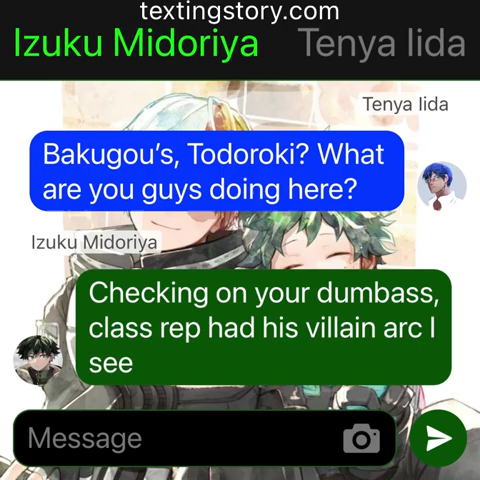 textingstory.com
Izuku Midoriya Tenya Iida
Tenya Iida
Bakugou’s, Todoroki? What
are you guys doing here?
Izuku Midoriya
Checking on your dumbass,
class rep had his villain arc I
see
Message